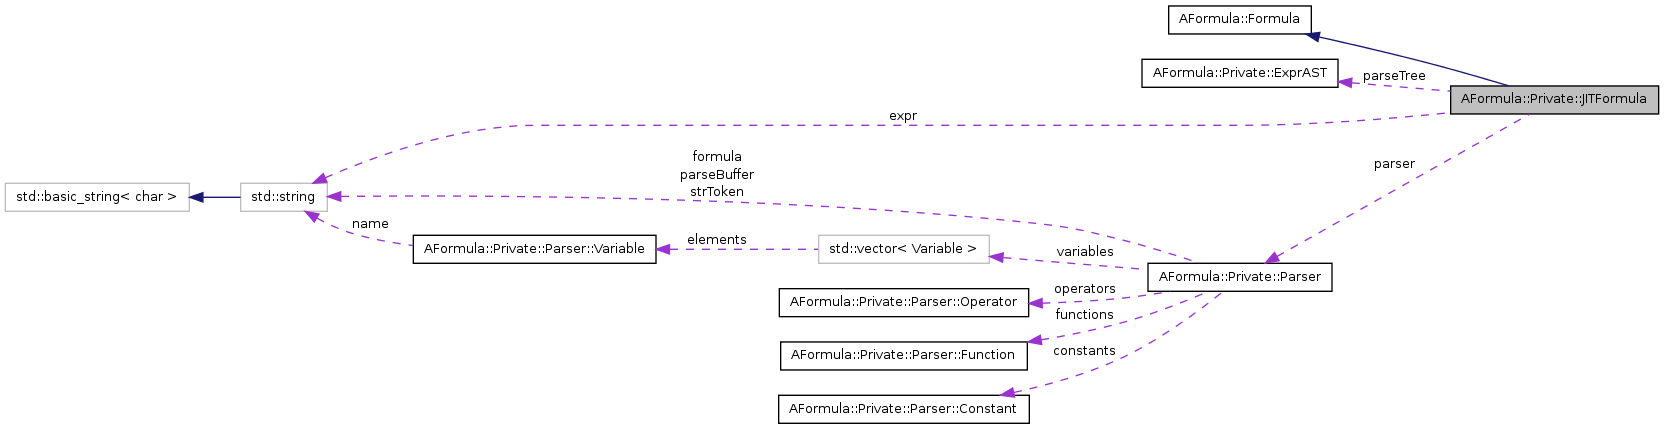 AFormula::Formula
AFormula::Private::ExprAST
parseTree
AFormula::Private::JITFormula
expr
formula
parseBuffer
strToken
parser
std::basic_string< char >
std::string
name
AFormula::Private::Parser::Variable
elements
std::vector< Variable >
variables
AFormula::Private::Parser
AFormula::Private::Parser::Operator
operators
functions
AFormula::Private::Parser::Function
constants
AFormula::Private::Parser::Constant